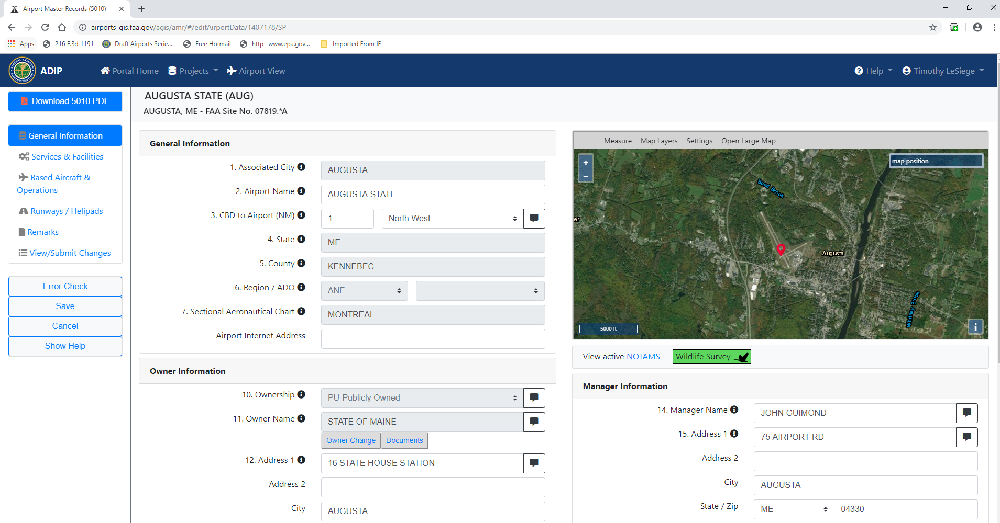 Airport Master Records (5010)
airports-gis.faa.gov/agis/amr/#/editAirportData/1407178/SP
Apps 216 F.3d 1191 Draft Airports Serie... Free Hotmail http--www.epa.gov... Imported From IE
ADIP Portal Home Projects Airport View Help Timothy LeSiege
Download 5010 PDF
General Information
Services & Facilities
Based Aircraft &
Operations
Runways / Helipads
Remarks
View/Submit Changes
Error Check
Save
Cancel
Show Help
AUGUSTA STATE (AUG)
AUGUSTA, ME - FAA Site No. 07819.*A
General Information
1. Associated City AUGUSTA
2. Airport Name AUGUSTA STATE
3. CBD to Airport (NM) 1 North West
4. State ME
5. County KENNEBEC
6. Region / ADO ANE
7. Sectional Aeronautical Chart MONTREAL
Airport Internet Address
Owner Information
10. Ownership PU-Publicly Owned
11. Owner Name STATE OF MAINE
Owner Change Documents
12. Address 1 16 STATE HOUSE STATION
Address 2
City AUGUSTA
Measure Map Layers Settings Open Large Map
+
−
map position
Bond Brook
er
Augusta
Whitney Brook
5000 ft
i
View active NOTAMS Wildlife Survey
Manager Information
14. Manager Name JOHN GUIMOND
15. Address 1 75 AIRPORT RD
Address 2
City AUGUSTA
State / Zip ME 04330